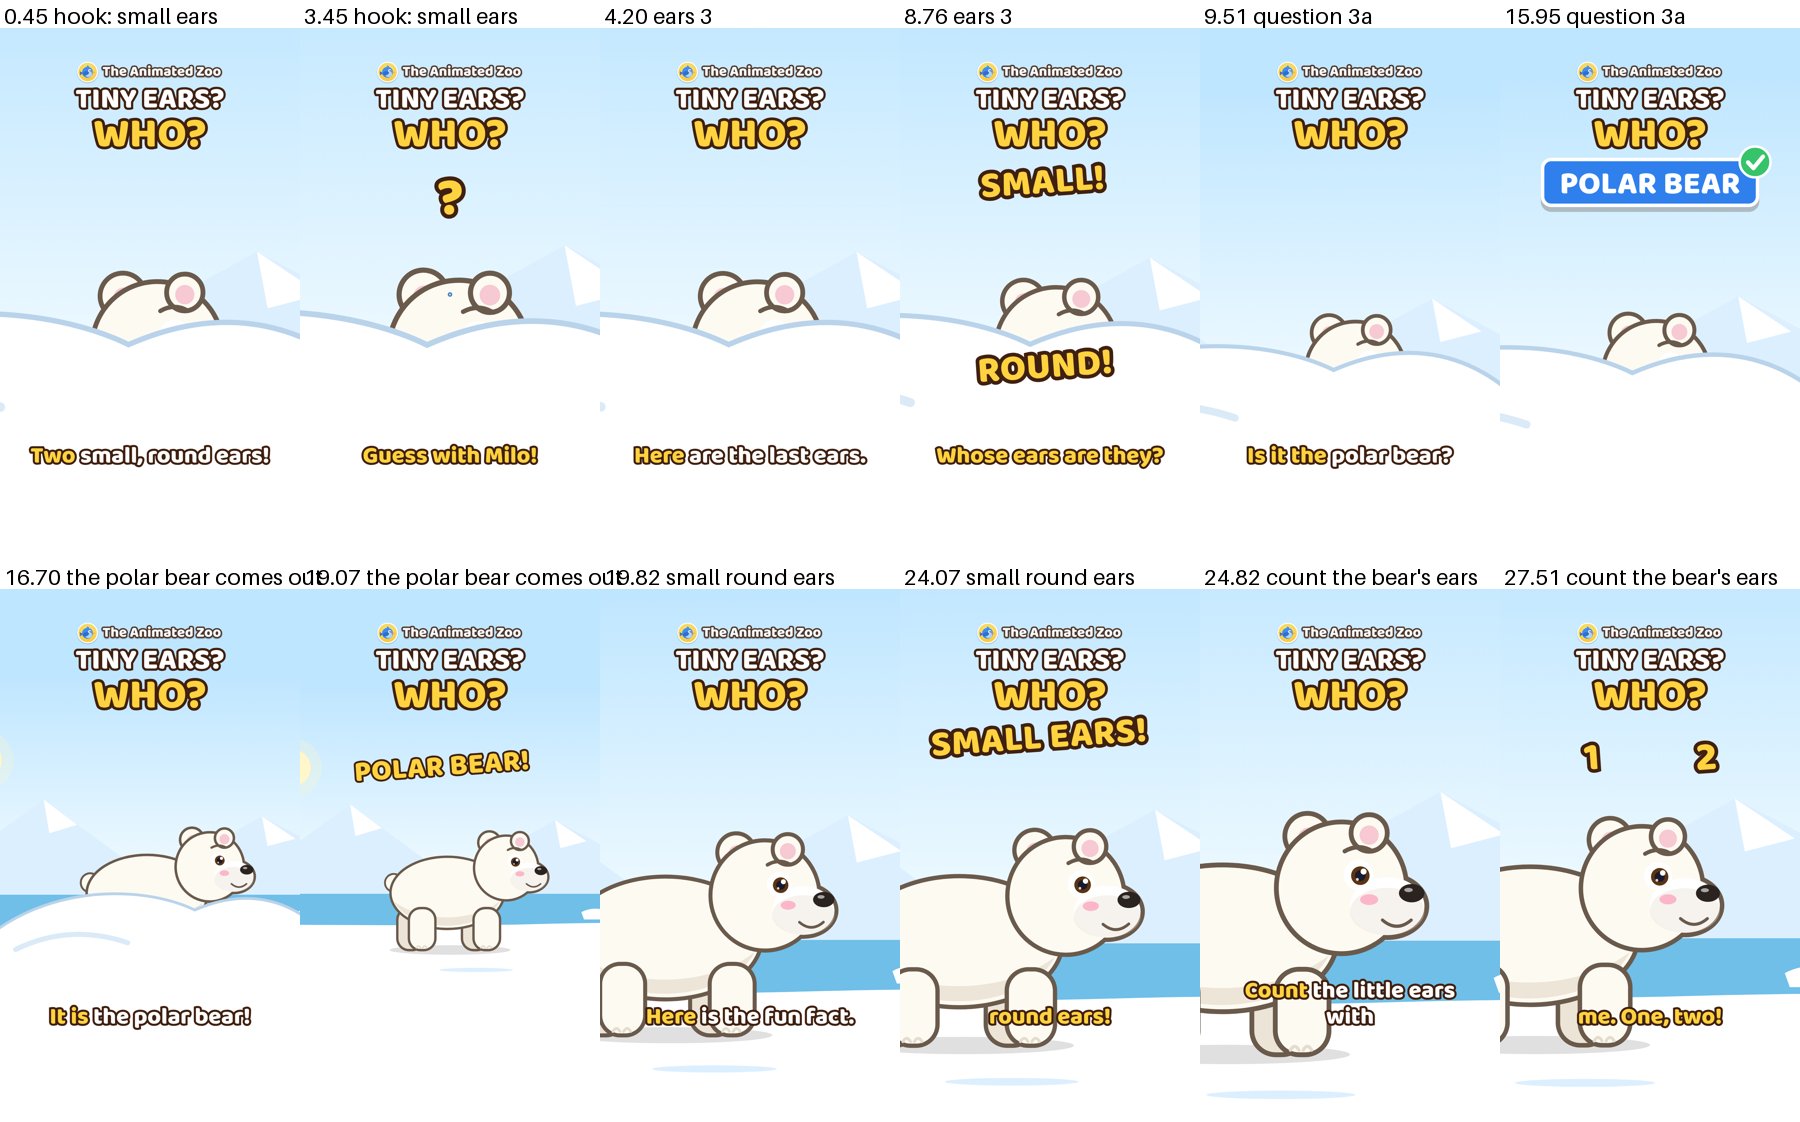 0.45 hook: small ears
The Animated Zoo
TINY EARS?
WHO?
Two small, round ears!
3.45 hook: small ears
The Animated Zoo
TINY EARS?
WHO?
?
Guess with Milo!
4.20 ears 3
The Animated Zoo
TINY EARS?
WHO?
Here are the last ears.
8.76 ears 3
The Animated Zoo
TINY EARS?
WHO?
SMALL!
ROUND!
Whose ears are they?
9.51 question 3a
The Animated Zoo
TINY EARS?
WHO?
Is it the polar bear?
15.95 question 3a
The Animated Zoo
TINY EARS?
WHO?
POLAR BEAR
16.70 the polar bear comes out
The Animated Zoo
TINY EARS?
WHO?
It is the polar bear!
19.07 the polar bear comes out
The Animated Zoo
TINY EARS?
WHO?
POLAR BEAR!
19.82 small round ears
The Animated Zoo
TINY EARS?
WHO?
Here is the fun fact.
24.07 small round ears
The Animated Zoo
TINY EARS?
WHO?
SMALL EARS!
round ears!
24.82 count the bear's ears
The Animated Zoo
TINY EARS?
WHO?
Count the little ears
with
27.51 count the bear's ears
The Animated Zoo
TINY EARS?
WHO?
1 2
me. One, two!